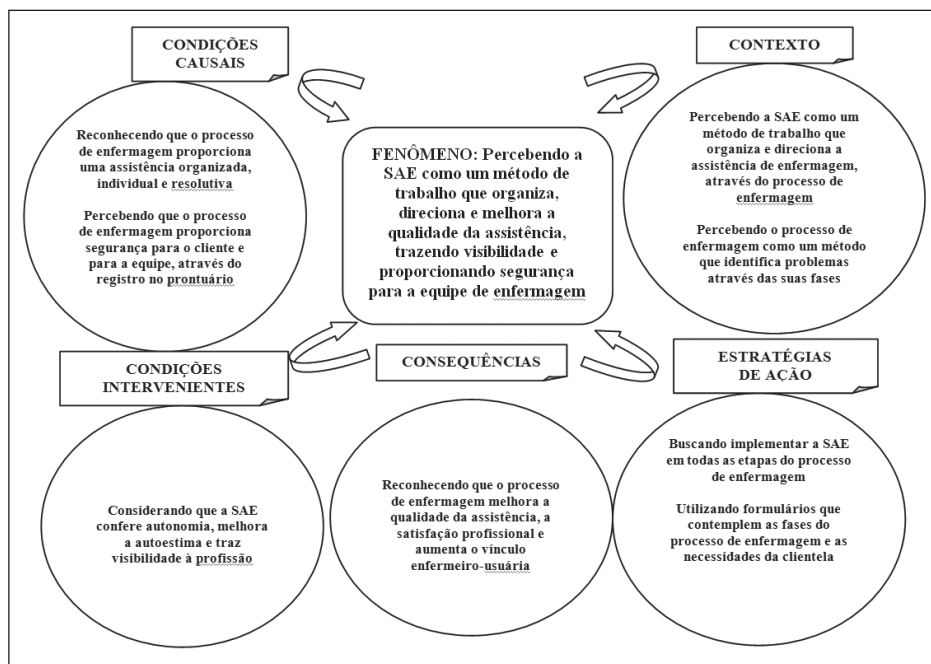 CONDIÇÕES
CAUSAIS
Reconhecendo que o processo
de enfermagem proporciona
uma assistência organizada,
individual e resolutiva
Percebendo que o processo
de enfermagem proporciona
segurança para o cliente e
para a equipe, através do
registro no prontuário
FENÔMENO: Percebendo a
SAE como um método de
trabalho que organiza,
direciona e melhora a
qualidade da assistência,
trazendo visibilidade e
proporcionando segurança
para a equipe de enfermagem
CONTEXTO
Percebendo a SAE como um
método de trabalho que
organiza e direciona a
assistência de enfermagem,
através do processo de
enfermagem
Percebendo o processo de
enfermagem como um método
que identifica problemas
através das suas fases
CONDIÇÕES
INTERVENIENTES
Considerando que a SAE
confere autonomia, melhora
a autoestima e traz
visibilidade à profissão
CONSEQUÊNCIAS
Reconhecendo que o processo
de enfermagem melhora a
qualidade da assistência, a
satisfação profissional e
aumenta o vínculo
enfermeiro-usuária
ESTRATÉGIAS
DE AÇÃO
Buscando implementar a SAE
em todas as etapas do processo
de enfermagem
Utilizando formulários que
contemplem as fases do
processo de enfermagem e as
necessidades da clientela